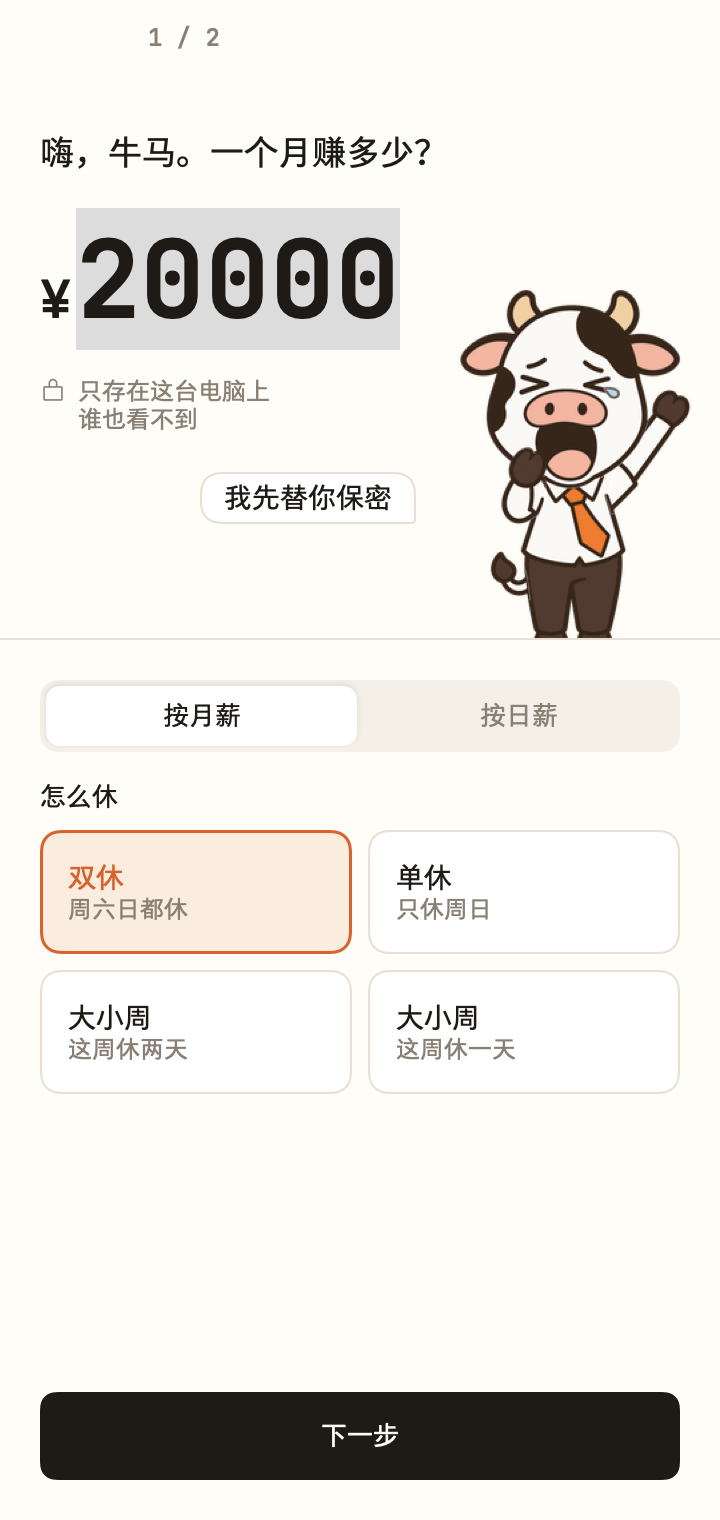 1 / 2
嗨，牛马。一个月赚多少？
¥20000
只存在这台电脑上
谁也看不到
我先替你保密
按月薪
按日薪
怎么休
双休
周六日都休
单休
只休周日
大小周
这周休两天
大小周
这周休一天
下一步